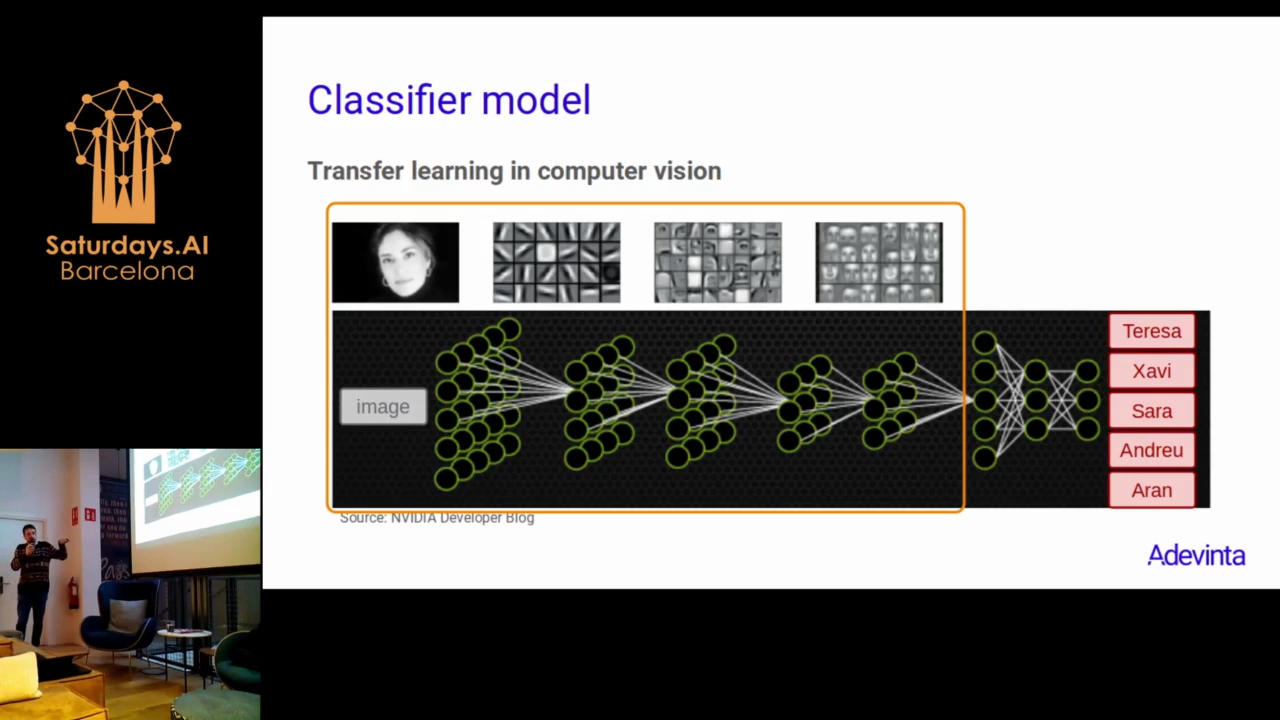 Saturdays.AI
Barcelona
Classifier model
Transfer learning in computer vision
image
Teresa
Xavi
Sara
Andreu
Aran
Source: NVIDIA Developer Blog
Adevinta